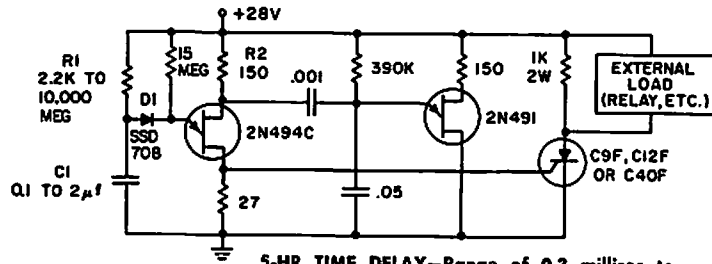 +28V
R1
2.2K TO
10,000
MEG
15
MEG
R2
150
.001
390K
150
1K
2W
EXTERNAL
LOAD
(RELAY, ETC.)
D1
SSD
708
2N494C
2N491
C9F, C12F
OR C40F
C1
0.1 TO 2µf
27
.05
5-HR TIME DELAY—Range of 0.3 millisec to